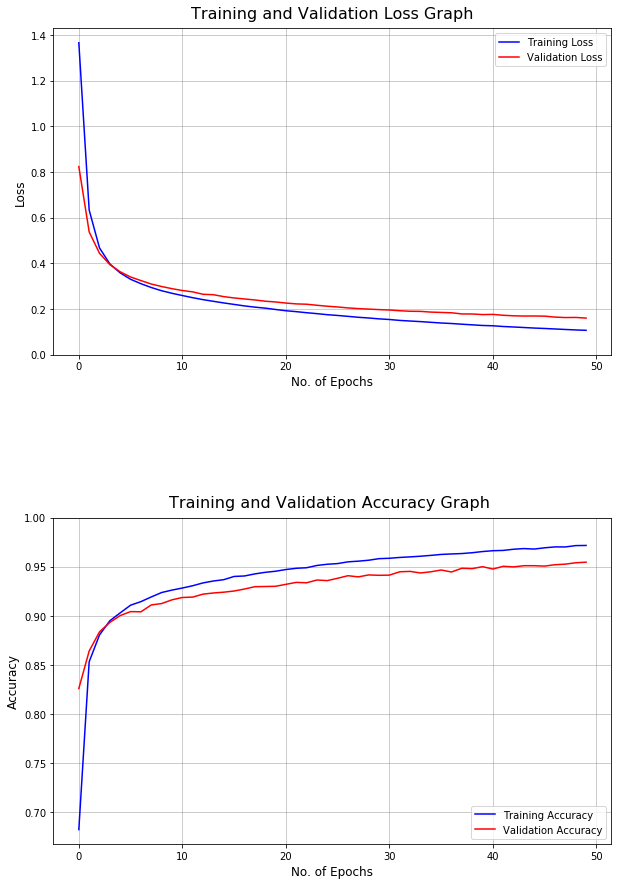 Training and Validation Loss Graph
1.4
1.2
1.0
0.8
0.6
0.4
0.2
0.0
Loss
Training Loss
Validation Loss
0 10 20 30 40 50
No. of Epochs
Training and Validation Accuracy Graph
1.00
0.95
0.90
0.85
0.80
0.75
0.70
Accuracy
Training Accuracy
Validation Accuracy
0 10 20 30 40 50
No. of Epochs